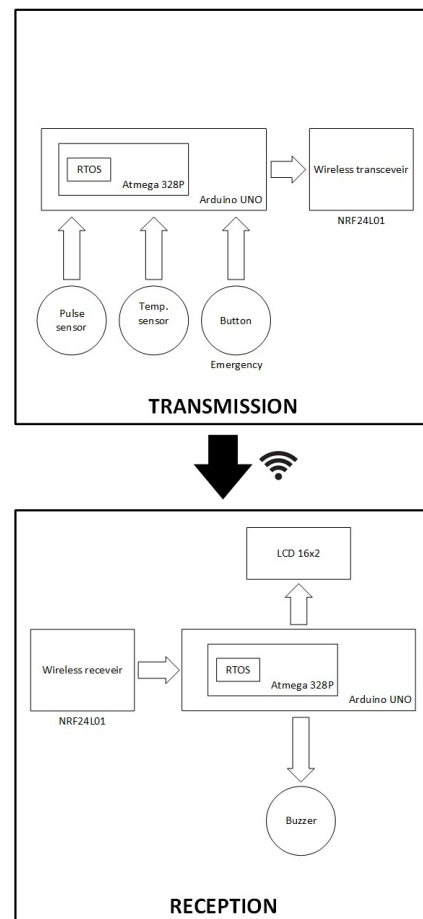 RTOS
Atmega 328P
Arduino UNO
Wireless transceveir
NRF24L01
Pulse
sensor
Temp.
sensor
Button
Emergency
TRANSMISSION
LCD 16x2
Wireless receveir
NRF24L01
RTOS
Atmega 328P
Arduino UNO
Buzzer
RECEPTION